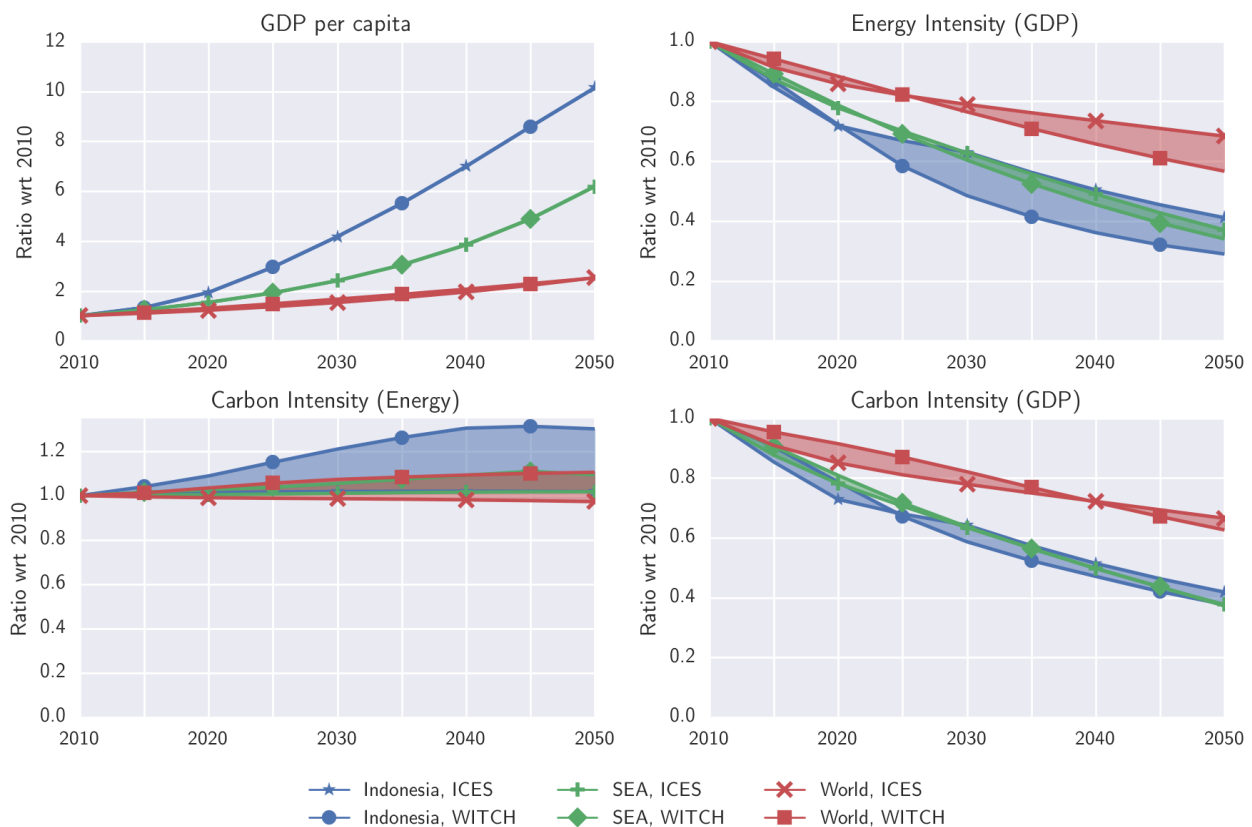 GDP per capita
Ratio wrt 2010
12
10
8
6
4
2
0
2010 2020 2030 2040 2050
Energy Intensity (GDP)
Ratio wrt 2010
1.0
0.8
0.6
0.4
0.2
0.0
2010 2020 2030 2040 2050
Carbon Intensity (Energy)
Ratio wrt 2010
1.2
1.0
0.8
0.6
0.4
0.2
0.0
2010 2020 2030 2040 2050
Carbon Intensity (GDP)
Ratio wrt 2010
1.0
0.8
0.6
0.4
0.2
0.0
2010 2020 2030 2040 2050
Indonesia, ICES SEA, ICES World, ICES
Indonesia, WITCH SEA, WITCH World, WITCH